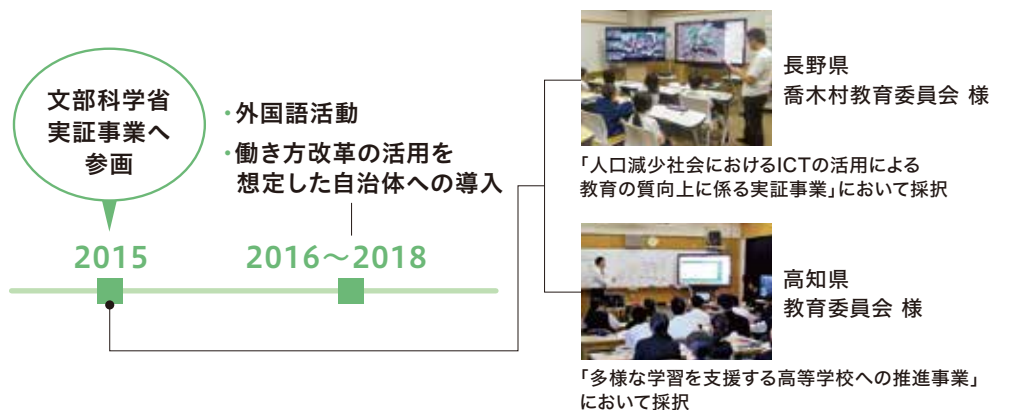 文部科学省
実証事業へ
参画
・外国語活動
・働き方改革の活用を
想定した自治体への導入
2015
2016〜2018
長野県
喬木村教育委員会 様
「人口減少社会におけるICTの活用による
教育の質向上に係る実証事業」において採択
高知県
教育委員会 様
「多様な学習を支援する高等学校への推進事業」
において採択